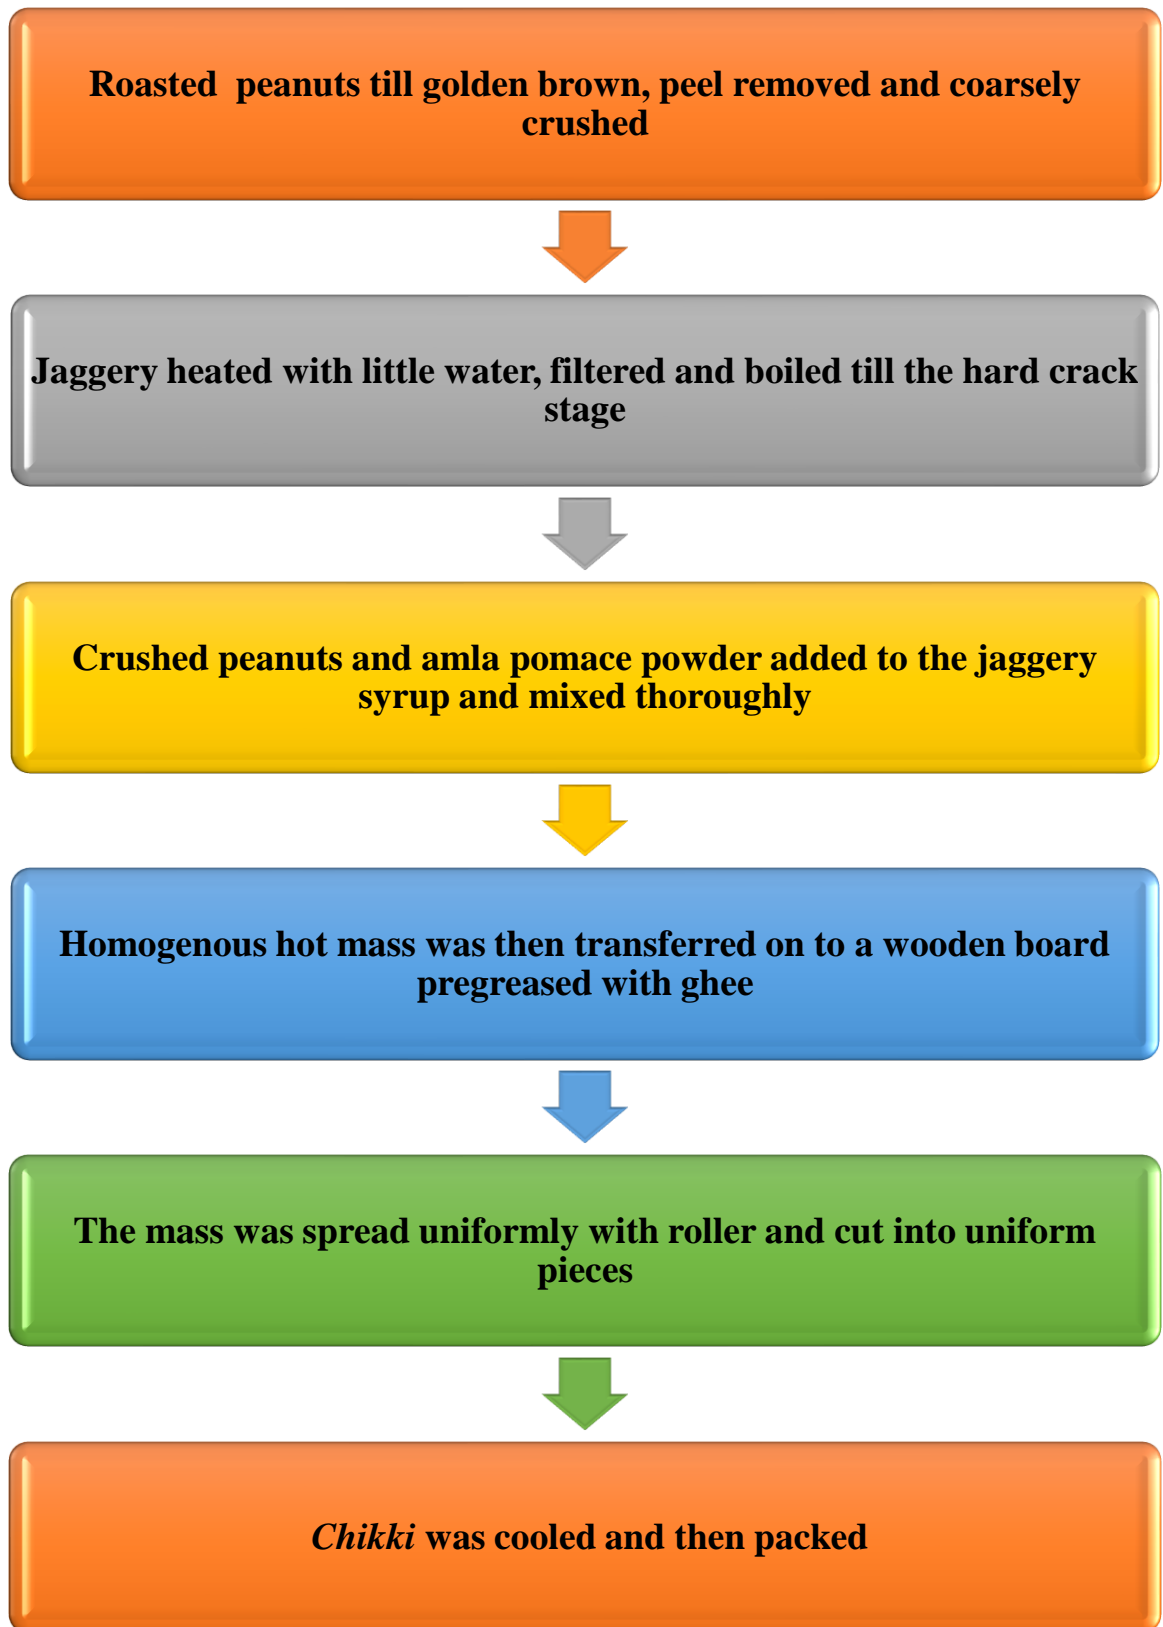 Roasted  peanuts till golden brown, peel removed and coarsely
crushed
Jaggery heated with little water, filtered and boiled till the hard crack
stage
Crushed peanuts and amla pomace powder added to the jaggery
syrup and mixed thoroughly
Homogenous hot mass was then transferred on to a wooden board
pregreased with ghee
The mass was spread uniformly with roller and cut into uniform
pieces
Chikki was cooled and then packed